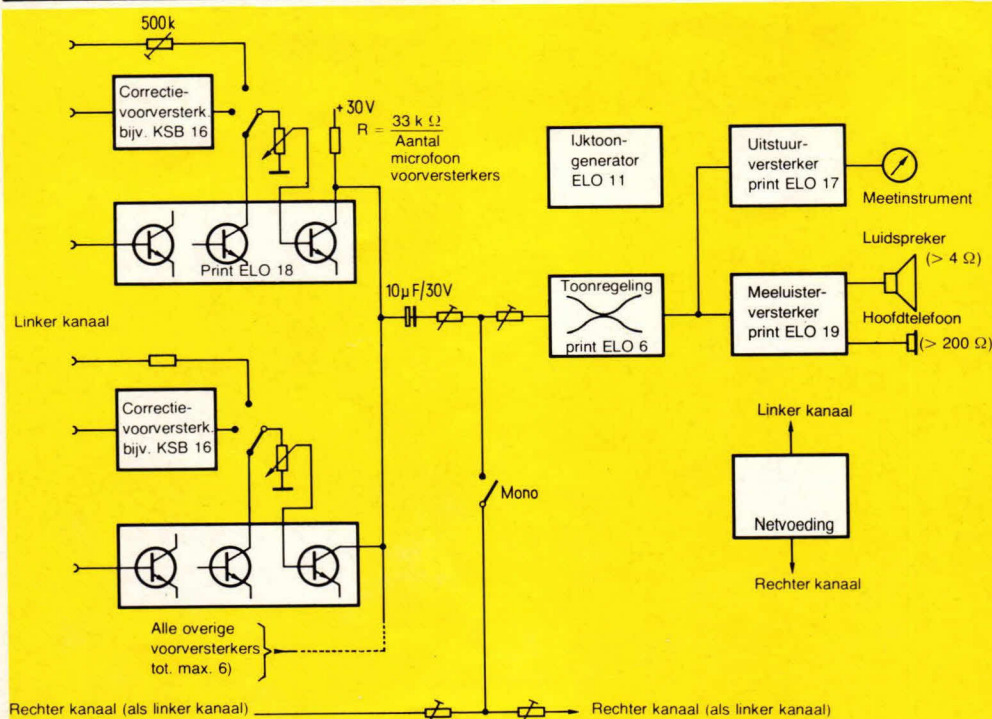 500k
Correctie-
voorversterk.
bijv. KSB 16
+ 30V
R = 33 k Ω
Aantal
microfoon
voorversterkers
Print ELO 18
IJktoon-
generator
ELO 11
Uitstuur-
versterker
print ELO 17
Meetinstrument
Luidspreker
(> 4 Ω)
10µF/30V
Toonregeling
print ELO 6
Meeluister-
versterker
print ELO 19
Hoofdtelefoon
(> 200 Ω)
Linker kanaal
Correctie-
voorversterk.
bijv. KSB 16
Mono
Linker kanaal
Netvoeding
Rechter kanaal
Alle overige
voorversterkers
tot. max. 6)
Rechter kanaal (als linker kanaal)
Rechter kanaal (als linker kanaal)